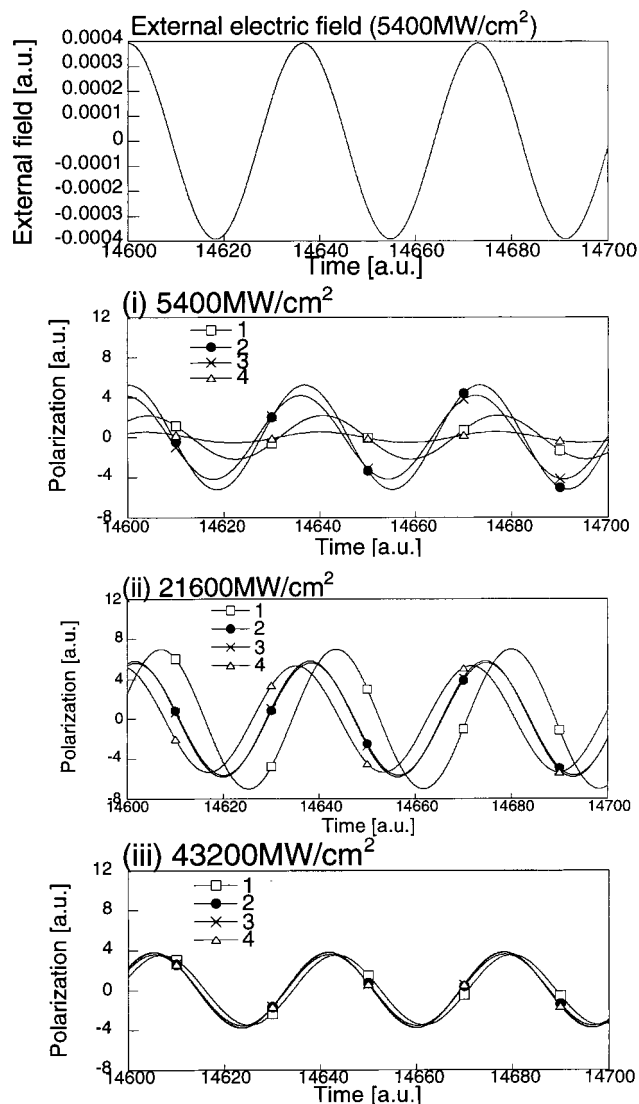 External electric field (5400MW/cm²)
External field [a.u.]
0.0004
0.0003
0.0002
0.0001
0
-0.0001
-0.0002
-0.0003
-0.0004
14600 14620 14640 14660 14680 14700
Time [a.u.]
(i) 5400MW/cm²
Polarization [a.u.]
12
8
4
0
-4
-8
1
2
3
4
14600 14620 14640 14660 14680 14700
Time [a.u.]
(ii) 21600MW/cm²
Polarization [a.u.]
12
8
4
0
-4
-8
1
2
3
4
14600 14620 14640 14660 14680 14700
Time [a.u.]
(iii) 43200MW/cm²
Polarization [a.u.]
12
8
4
0
-4
-8
1
2
3
4
14600 14620 14640 14660 14680 14700
Time [a.u.]